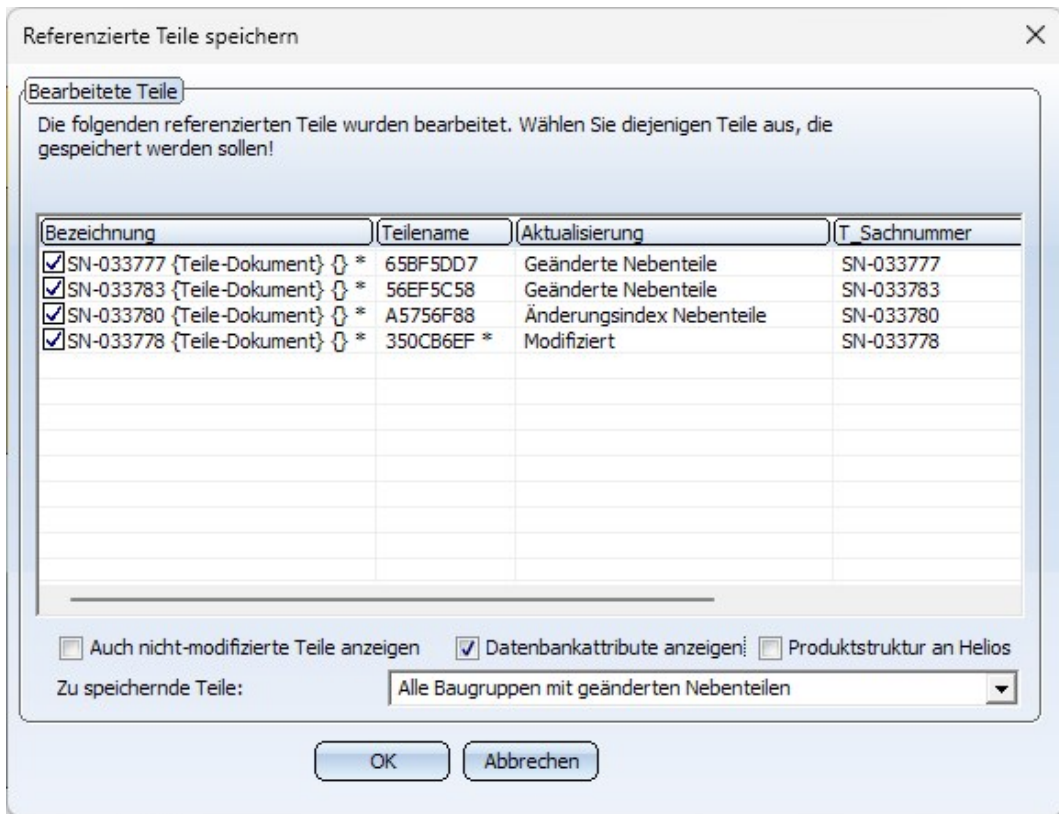 Referenzierte Teile speichern
Bearbeitete Teile
Die folgenden referenzierten Teile wurden bearbeitet. Wählen Sie diejenigen Teile aus, die
gespeichert werden sollen!
Bezeichnung Teilename Aktualisierung T_Sachnummer
SN-033777 {Teile-Dokument} {} * 65BF5DD7 Geänderte Nebenteile SN-033777
SN-033783 {Teile-Dokument} {} * 56EF5C58 Geänderte Nebenteile SN-033783
SN-033780 {Teile-Dokument} {} * A5756F88 Änderungsindex Nebenteile SN-033780
SN-033778 {Teile-Dokument} {} * 350CB6EF * Modifiziert SN-033778
Auch nicht-modifizierte Teile anzeigen Datenbankattribute anzeigen Produktstruktur an Helios
Zu speichernde Teile: Alle Baugruppen mit geänderten Nebenteilen
OK Abbrechen